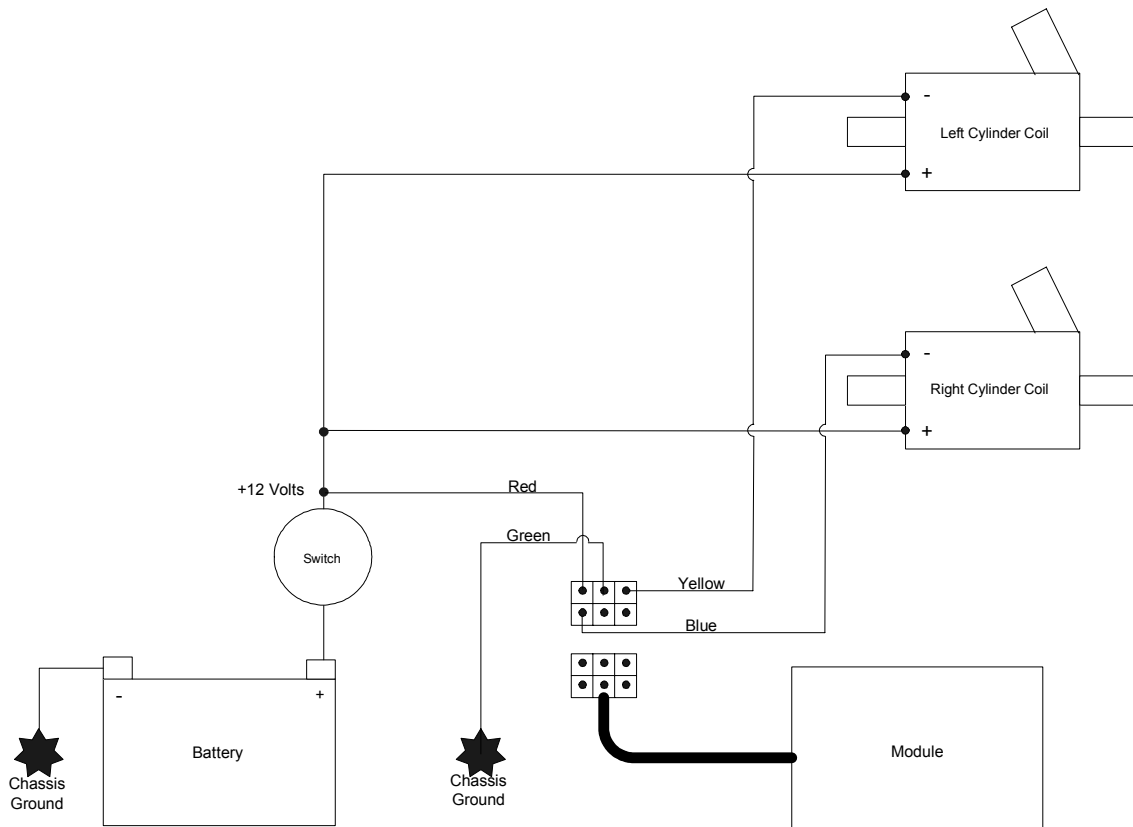 -
Left Cylinder Coil
+
-
Right Cylinder Coil
+
+12 Volts
Red
Green
Switch
Yellow
Blue
-
+
Battery
Chassis
Ground
Chassis
Ground
Module